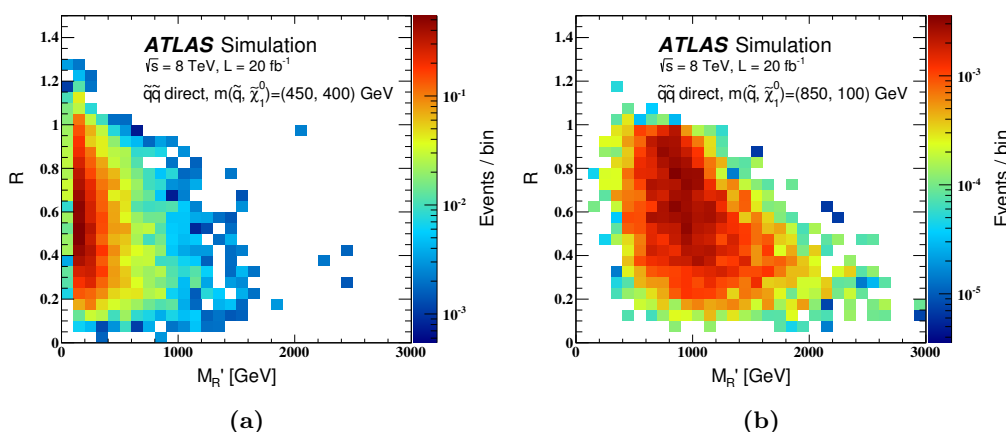 ATLAS Simulation
√s = 8 TeV, L = 20 fb⁻¹
q̃q̃ direct, m(q̃, χ̃₁⁰)=(450, 400) GeV
R
1.4
1.2
1
0.8
0.6
0.4
0.2
0
0
1000
2000
3000
M_R' [GeV]
Events / bin
10⁻¹
10⁻²
10⁻³
(a)
ATLAS Simulation
√s = 8 TeV, L = 20 fb⁻¹
q̃q̃ direct, m(q̃, χ̃₁⁰)=(850, 100) GeV
R
1.4
1.2
1
0.8
0.6
0.4
0.2
0
0
1000
2000
3000
M_R' [GeV]
Events / bin
10⁻³
10⁻⁴
10⁻⁵
(b)